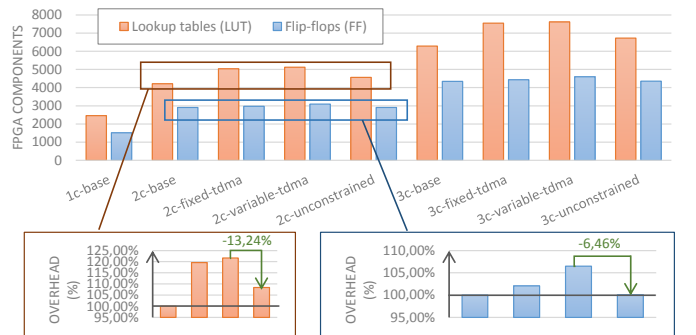 8000
7000
6000
5000
4000
3000
2000
1000
0
FPGA COMPONENTS
Lookup tables (LUT)
Flip-flops (FF)
1c-base
2c-base
2c-fixed-tdma
2c-variable-tdma
2c-unconstrained
3c-base
3c-fixed-tdma
3c-variable-tdma
3c-unconstrained
OVERHEAD
(%)
125,00%
120,00%
115,00%
110,00%
105,00%
100,00%
95,00%
-13,24%
OVERHEAD
(%)
110,00%
105,00%
100,00%
95,00%
-6,46%